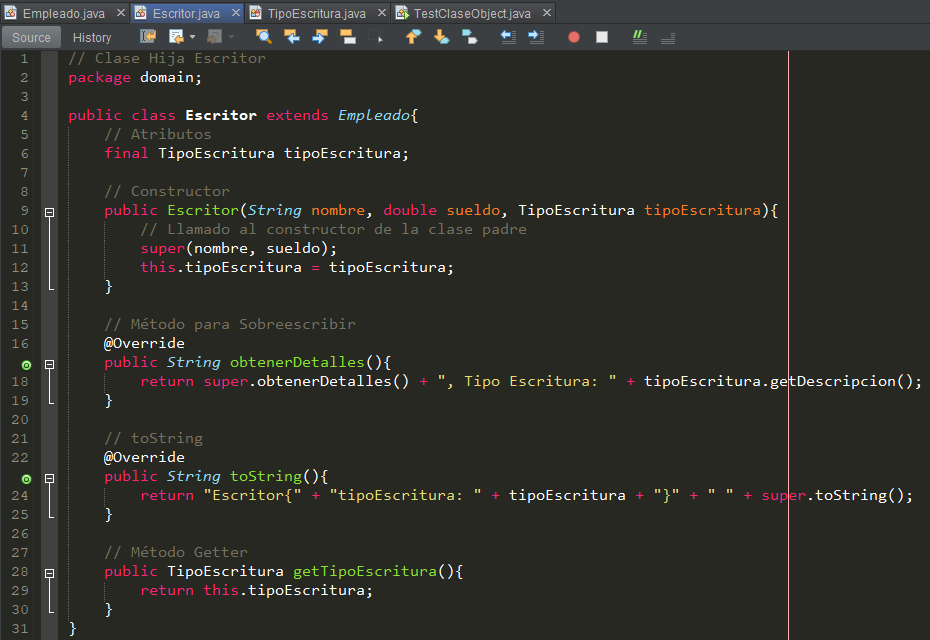 Empleado.java Escritor.java TipoEscritura.java TestClaseObject.java
Source History
1 // Clase Hija Escritor
2 package domain;
3
4 public class Escritor extends Empleado{
5 // Atributos
6 final TipoEscritura tipoEscritura;
7
8 // Constructor
9 public Escritor(String nombre, double sueldo, TipoEscritura tipoEscritura){
10 // Llamado al constructor de la clase padre
11 super(nombre, sueldo);
12 this.tipoEscritura = tipoEscritura;
13 }
14
15 // Método para Sobreescribir
16 @Override
public String obtenerDetalles(){
18 return super.obtenerDetalles() + ", Tipo Escritura: " + tipoEscritura.getDescripcion();
19 }
20
21 // toString
22 @Override
public String toString(){
24 return "Escritor{" + "tipoEscritura: " + tipoEscritura + "}" + " " + super.toString();
25 }
26
27 // Método Getter
28 public TipoEscritura getTipoEscritura(){
29 return this.tipoEscritura;
30 }
31 }